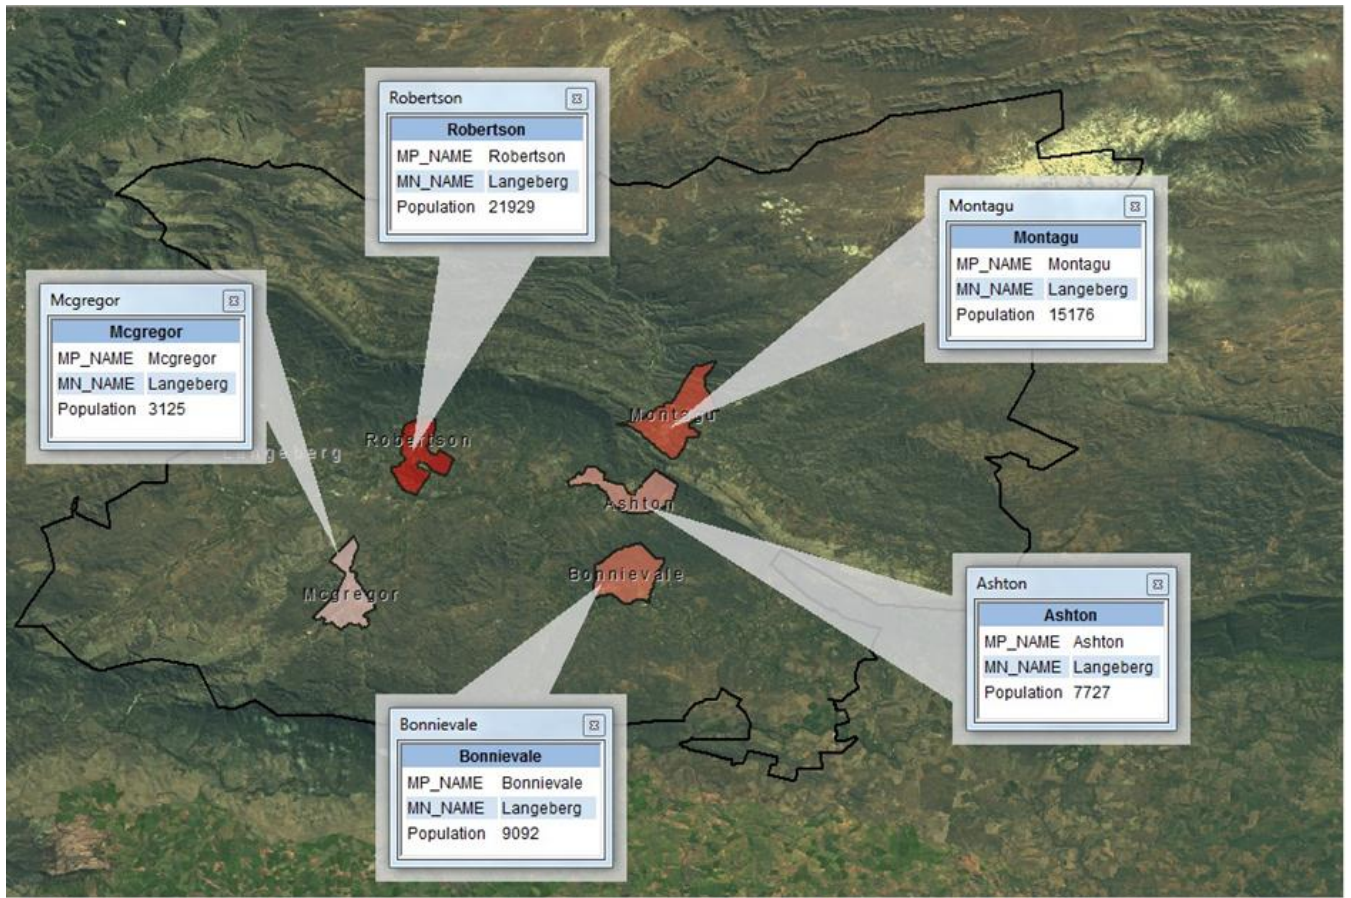 Robertson
Robertson
MP_NAME Robertson
MN_NAME Langeberg
Population 21929
Montagu
Montagu
MP_NAME Montagu
MN_NAME Langeberg
Population 15176
Mcgregor
Mcgregor
MP_NAME Mcgregor
MN_NAME Langeberg
Population 3125
Montagu
Robertson
Langeberg
Ashton
Bonnievale
Mcgregor
Ashton
Ashton
MP_NAME Ashton
MN_NAME Langeberg
Population 7727
Bonnievale
Bonnievale
MP_NAME Bonnievale
MN_NAME Langeberg
Population 9092